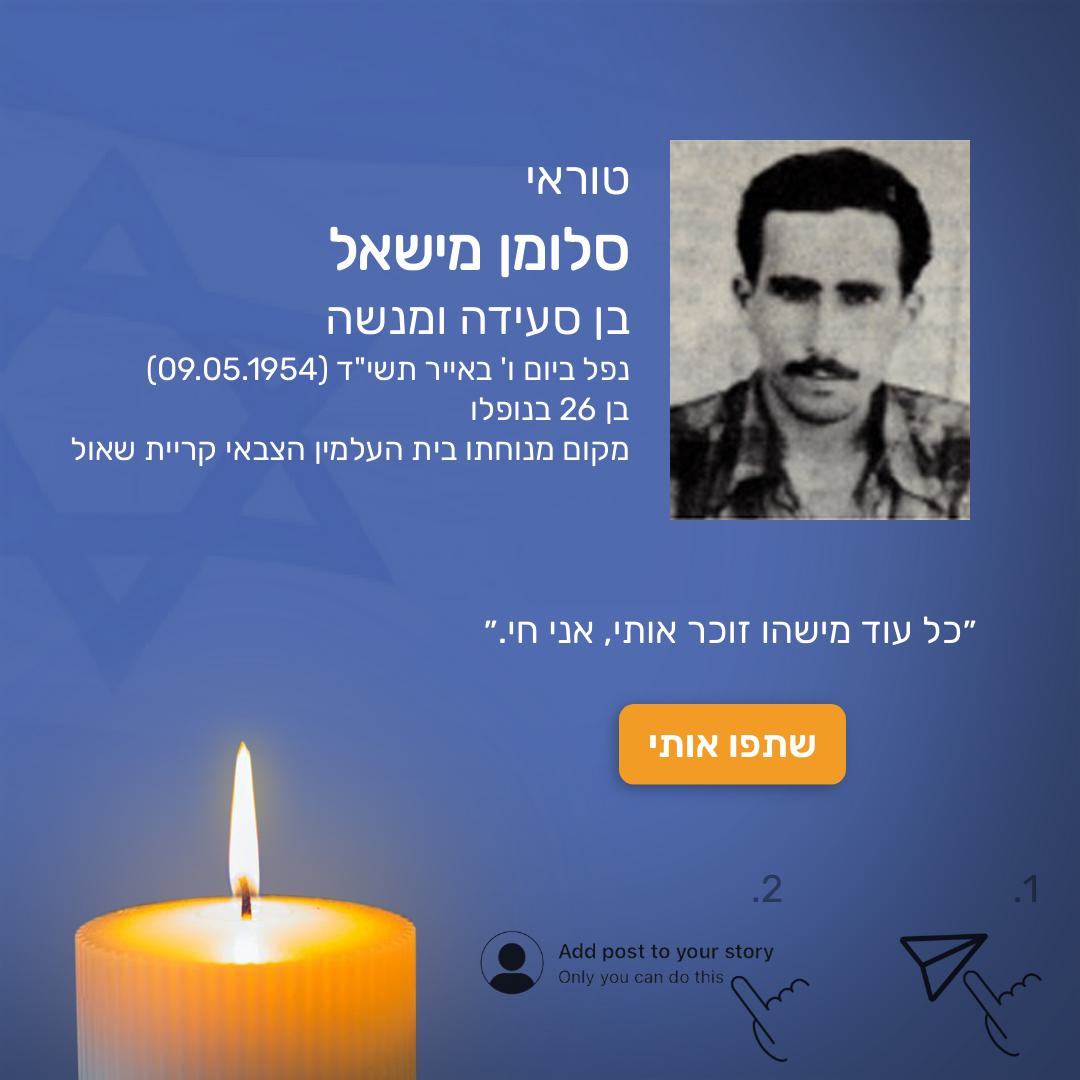 טוראי
סלומן מישאל
בן סעידה ומנשה
נפל ביום ו' באייר תשי"ד (09.05.1954)
בן 26 בנופלו
מקום מנוחתו בית העלמין הצבאי קריית שאול
״כל עוד מישהו זוכר אותי, אני חי.״
שתפו אותי
1.
2.
Add post to your story
Only you can do this